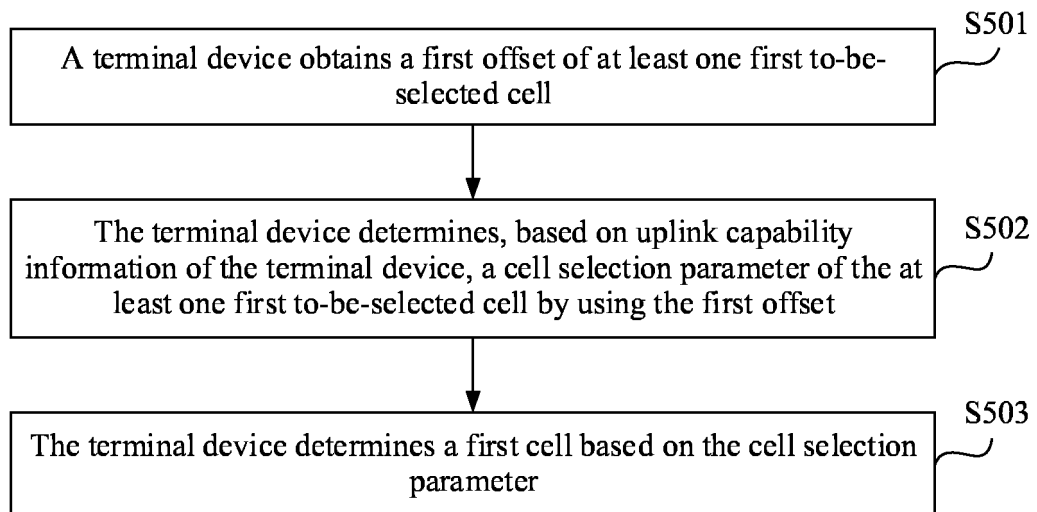 S501
A terminal device obtains a first offset of at least one first to-be-
selected cell
S502
The terminal device determines, based on uplink capability
information of the terminal device, a cell selection parameter of the at
least one first to-be-selected cell by using the first offset
S503
The terminal device determines a first cell based on the cell selection
parameter